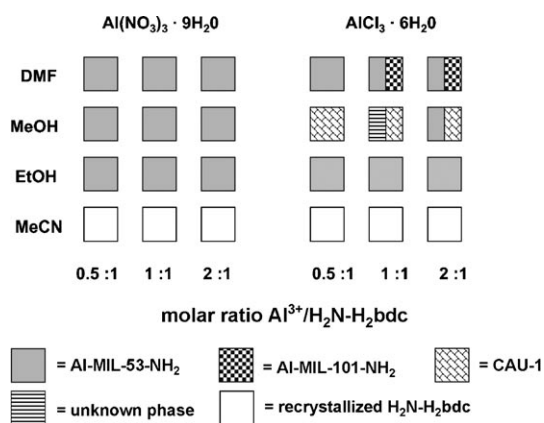 Al(NO₃)₃ · 9H₂0 AlCl₃ · 6H₂0
DMF
MeOH
EtOH
MeCN
0.5 :1 1 :1 2 :1 0.5 :1 1 :1 2 :1
molar ratio Al³⁺/H₂N-H₂bdc
= Al-MIL-53-NH₂ = Al-MIL-101-NH₂ = CAU-1
= unknown phase = recrystallized H₂N-H₂bdc